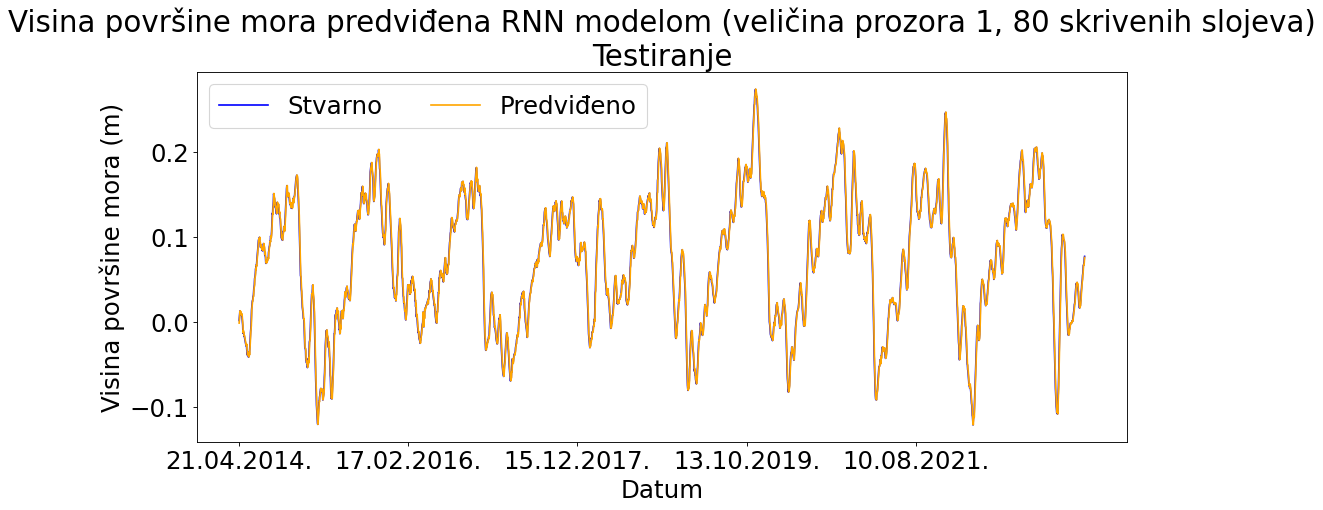 Visina površine mora predviđena RNN modelom (veličina prozora 1, 80 skrivenih slojeva)
Testiranje
Stvarno
Predviđeno
Visina površine mora (m)
0.2
0.1
0.0
−0.1
21.04.2014.
17.02.2016.
15.12.2017.
13.10.2019.
10.08.2021.
Datum